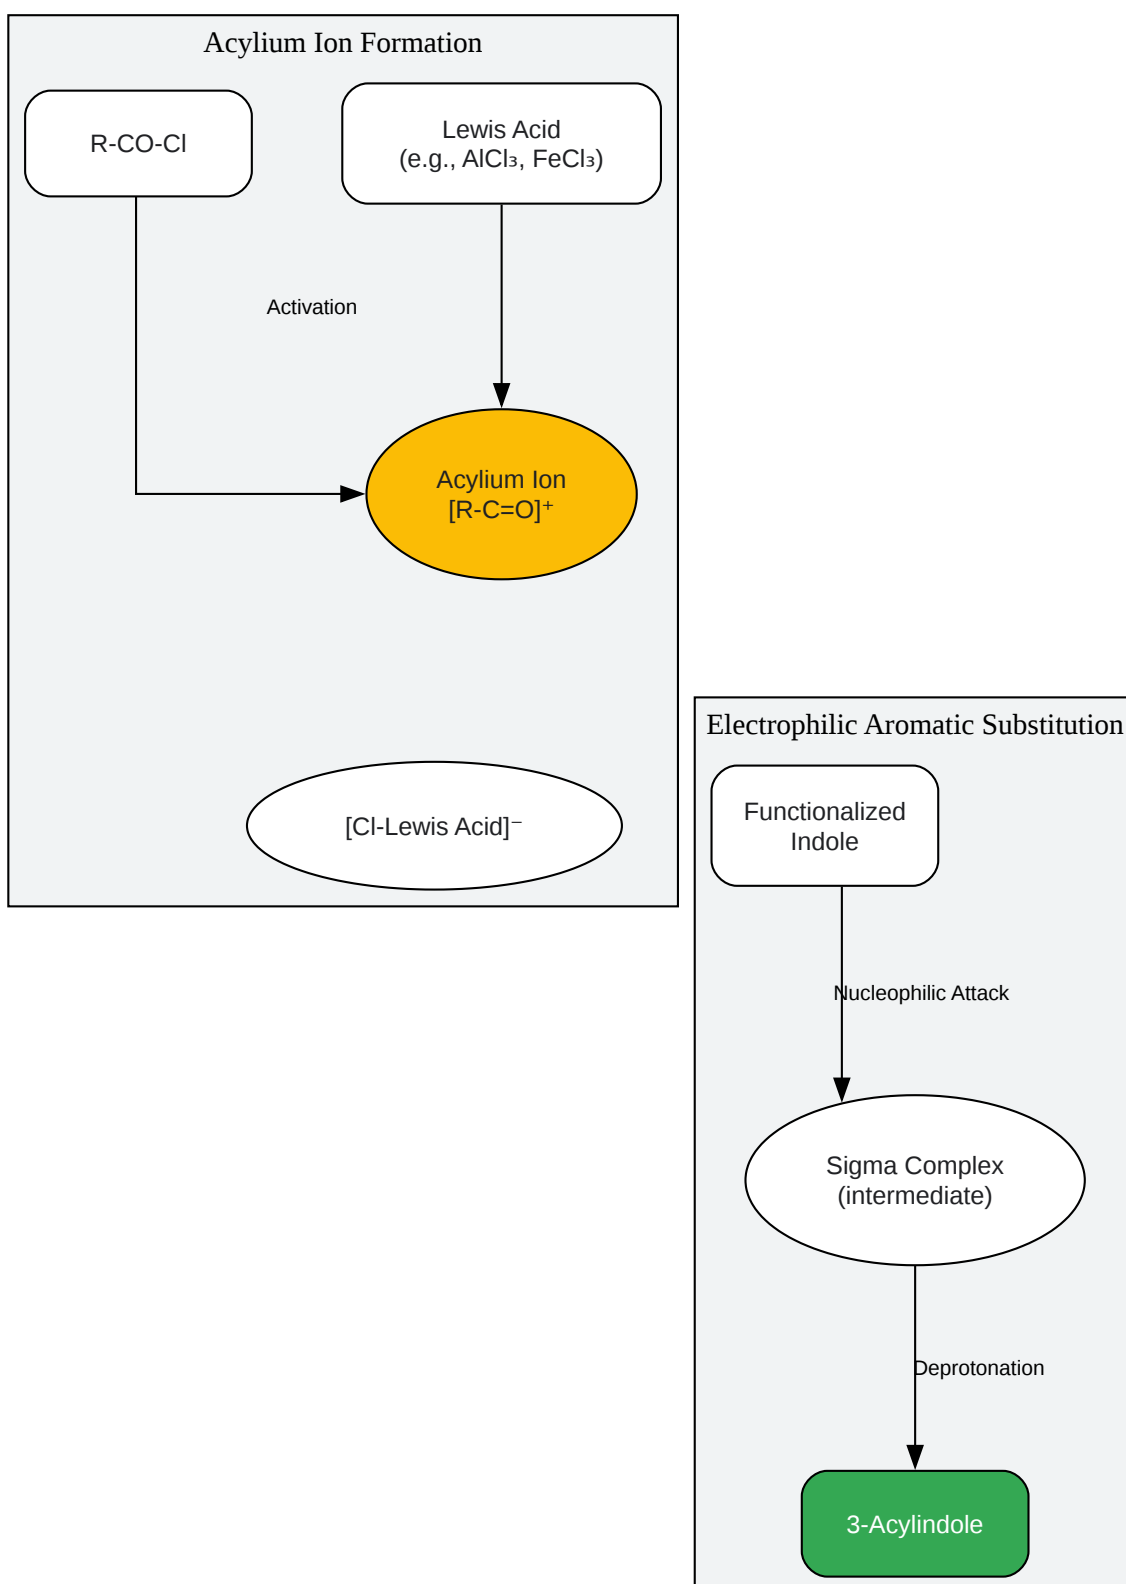 Acylium Ion Formation
R-CO-Cl
Lewis Acid
(e.g., AlCl₃, FeCl₃)
Activation
Acylium Ion
[R-C=O]⁺
[Cl-Lewis Acid]⁻
Electrophilic Aromatic Substitution
Functionalized
Indole
Nucleophilic Attack
Sigma Complex
(intermediate)
Deprotonation
3-Acylindole